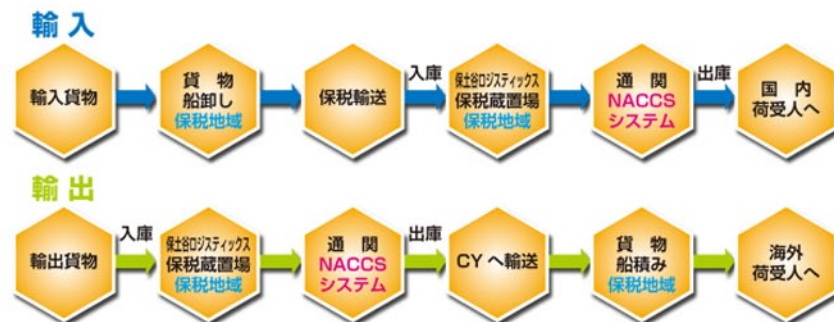 輸入
輸入貨物
貨物
船卸し
保税地域
保税輸送
入庫
保土谷ロジスティックス
保税蔵置場
保税地域
通関
NACCS
システム
出庫
国内
荷受人へ
輸出
輸出貨物
入庫
保土谷ロジスティックス
保税蔵置場
保税地域
通関
NACCS
システム
出庫
CYへ輸送
貨物
船積み
保税地域
海外
荷受人へ